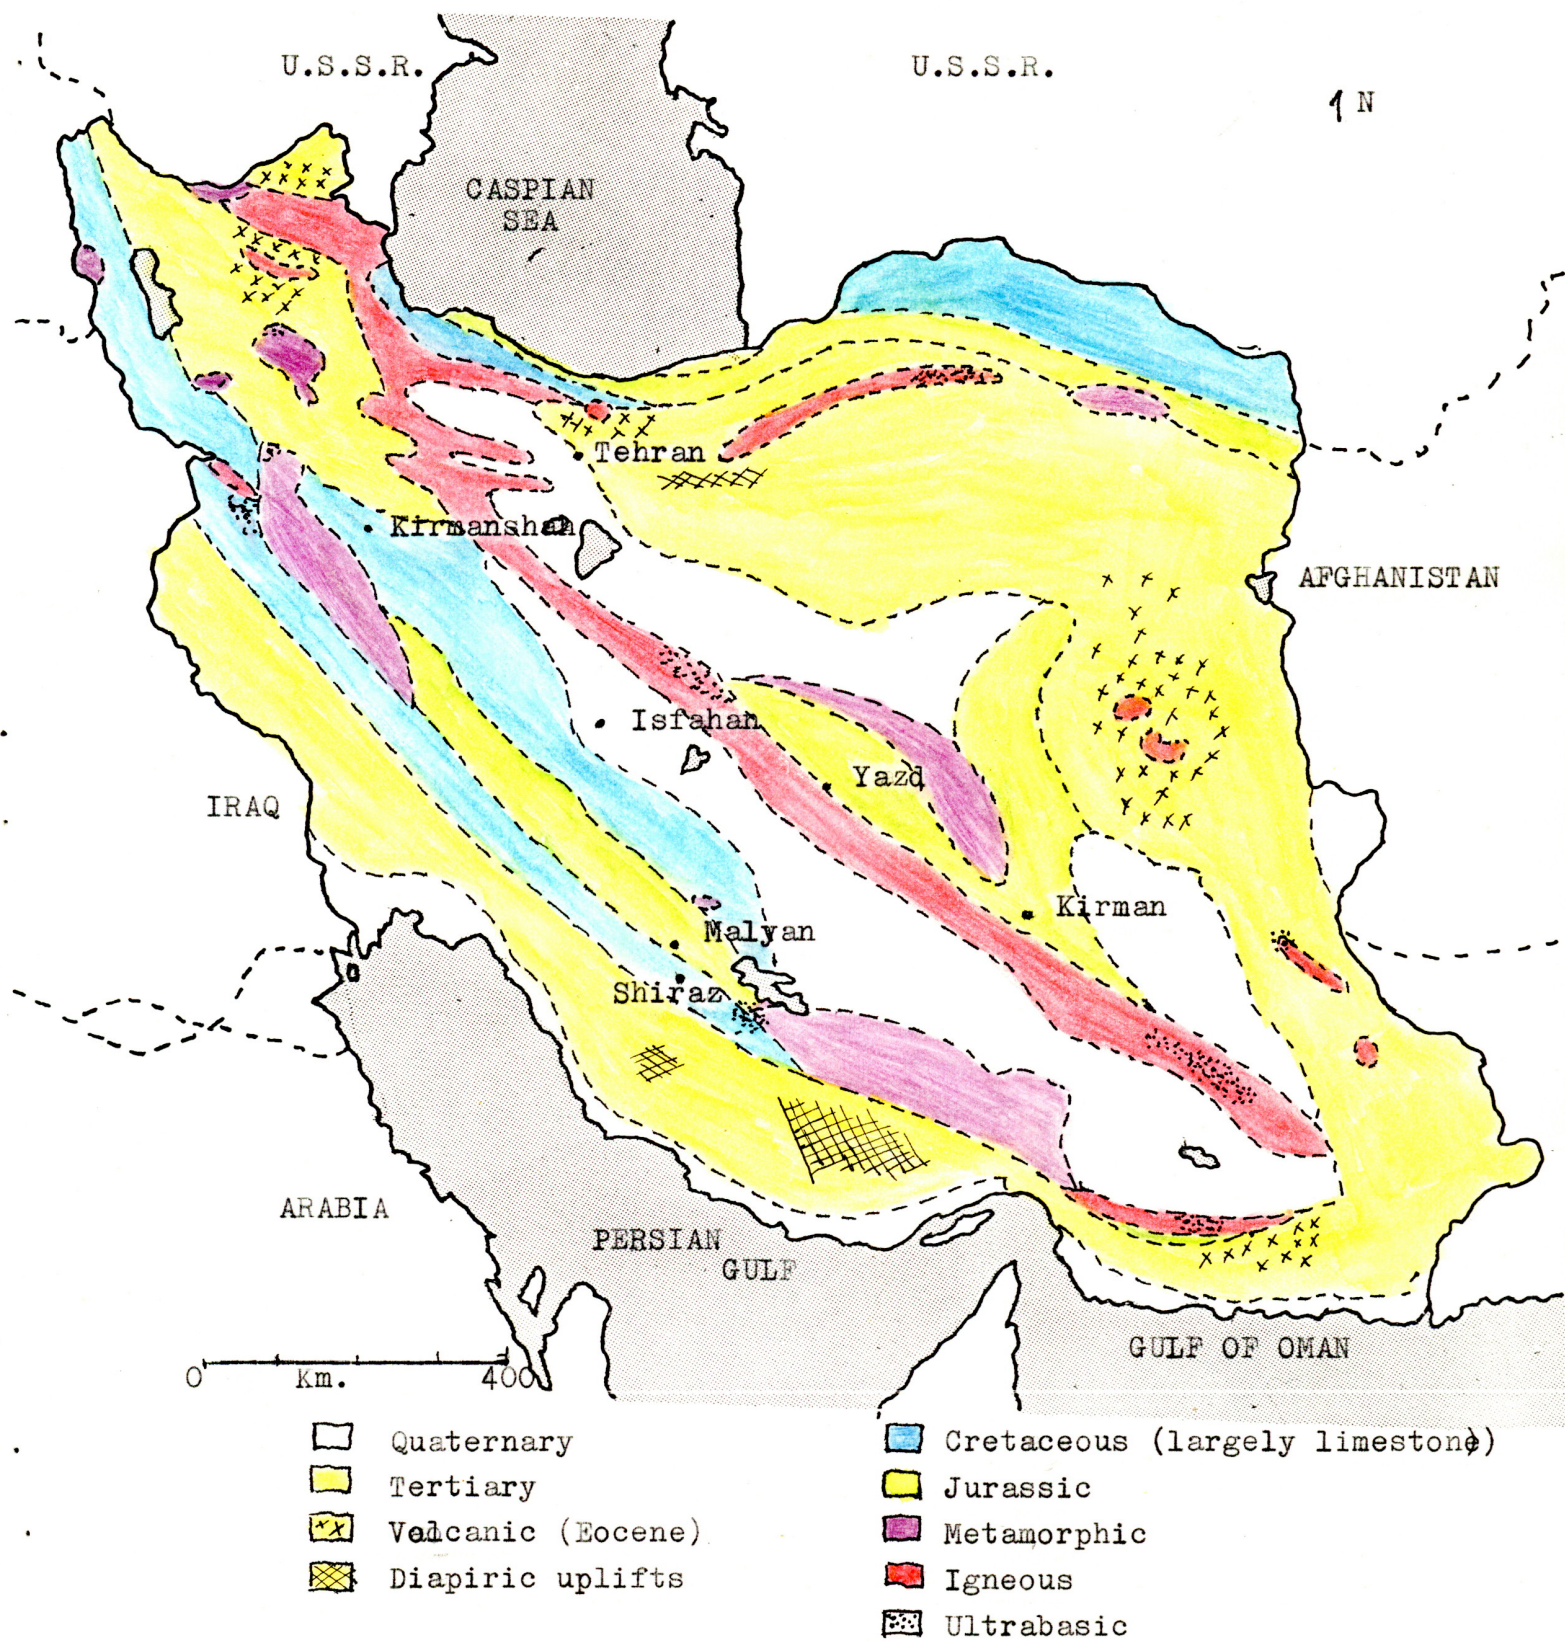 U.S.S.R.
U.S.S.R.
N
CASPIAN
SEA
Tehran
Kirmanshah
AFGHANISTAN
Isfahan
Yazd
IRAQ
Kirman
Malyan
Shiraz
ARABIA
PERSIAN
GULF
GULF OF OMAN
0 Km. 400
Quaternary
Tertiary
Volcanic (Eocene)
Diapiric uplifts
Cretaceous (largely limestone)
Jurassic
Metamorphic
Igneous
Ultrabasic